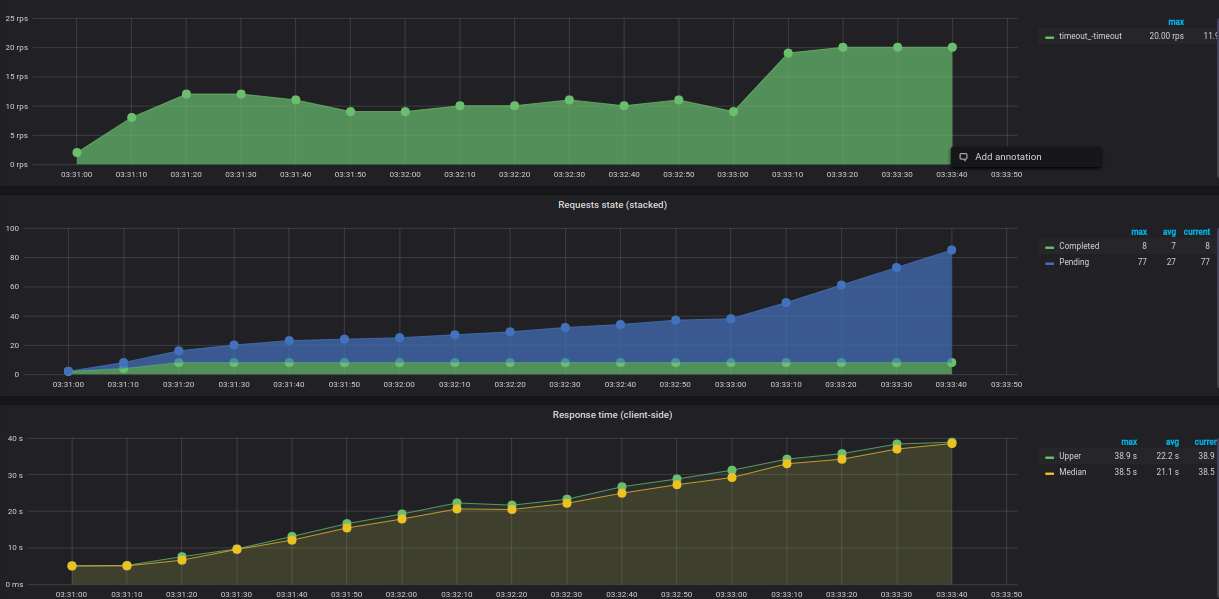 25 rps
20 rps
15 rps
10 rps
5 rps
0 rps
03:31:00 03:31:10 03:31:20 03:31:30 03:31:40 03:31:50 03:32:00 03:32:10 03:32:20 03:32:30 03:32:40 03:32:50 03:33:00 03:33:10 03:33:20 03:33:30 03:33:40 03:33:50
max
timeout_-timeout 20.00 rps 11.9
Add annotation
Requests state (stacked)
100
80
60
40
20
0
03:31:00 03:31:10 03:31:20 03:31:30 03:31:40 03:31:50 03:32:00 03:32:10 03:32:20 03:32:30 03:32:40 03:32:50 03:33:00 03:33:10 03:33:20 03:33:30 03:33:40 03:33:50
max avg current
Completed 8 7 8
Pending 77 27 77
Response time (client-side)
40 s
30 s
20 s
10 s
0 ms
03:31:00 03:31:10 03:31:20 03:31:30 03:31:40 03:31:50 03:32:00 03:32:10 03:32:20 03:32:30 03:32:40 03:32:50 03:33:00 03:33:10 03:33:20 03:33:30 03:33:40 03:33:50
max avg curren
Upper 38.9 s 22.2 s 38.9
Median 38.5 s 21.1 s 38.5